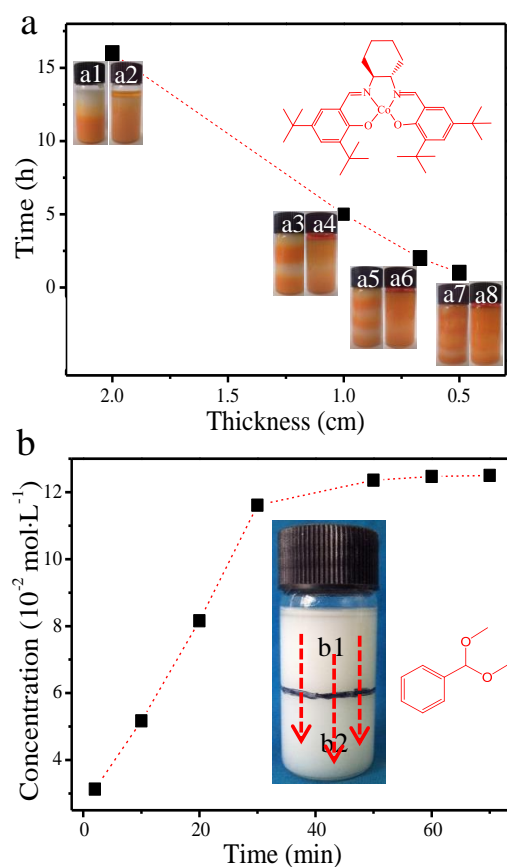 a
Time (h)
15
10
5
0
a1 a2
a3 a4
a5 a6
a7 a8
N N
Co
O O
2.0 1.5 1.0 0.5
Thickness (cm)
b
Concentration (10⁻² mol·L⁻¹)
12
10
8
6
4
b1
b2
O
O
0 20 40 60
Time (min)